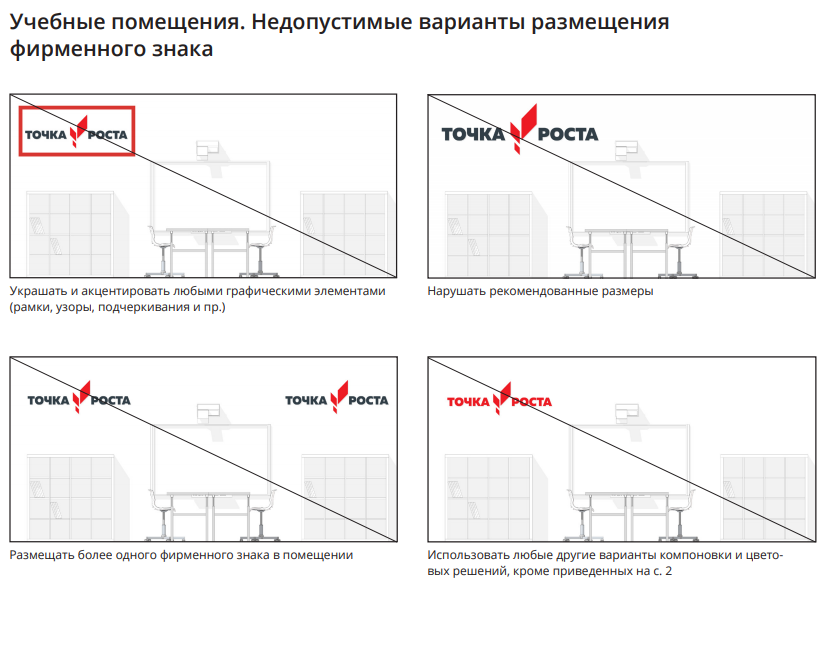 Учебные помещения. Недопустимые варианты размещения
фирменного знака
ТОЧКА РОСТА
ТОЧКА РОСТА
Украшать и акцентировать любыми графическими элементами
(рамки, узоры, подчеркивания и пр.)
Нарушать рекомендованные размеры
ТОЧКА РОСТА
ТОЧКА РОСТА
ТОЧКА РОСТА
Размещать более одного фирменного знака в помещении
Использовать любые другие варианты компоновки и цвето-
вых решений, кроме приведенных на с. 2